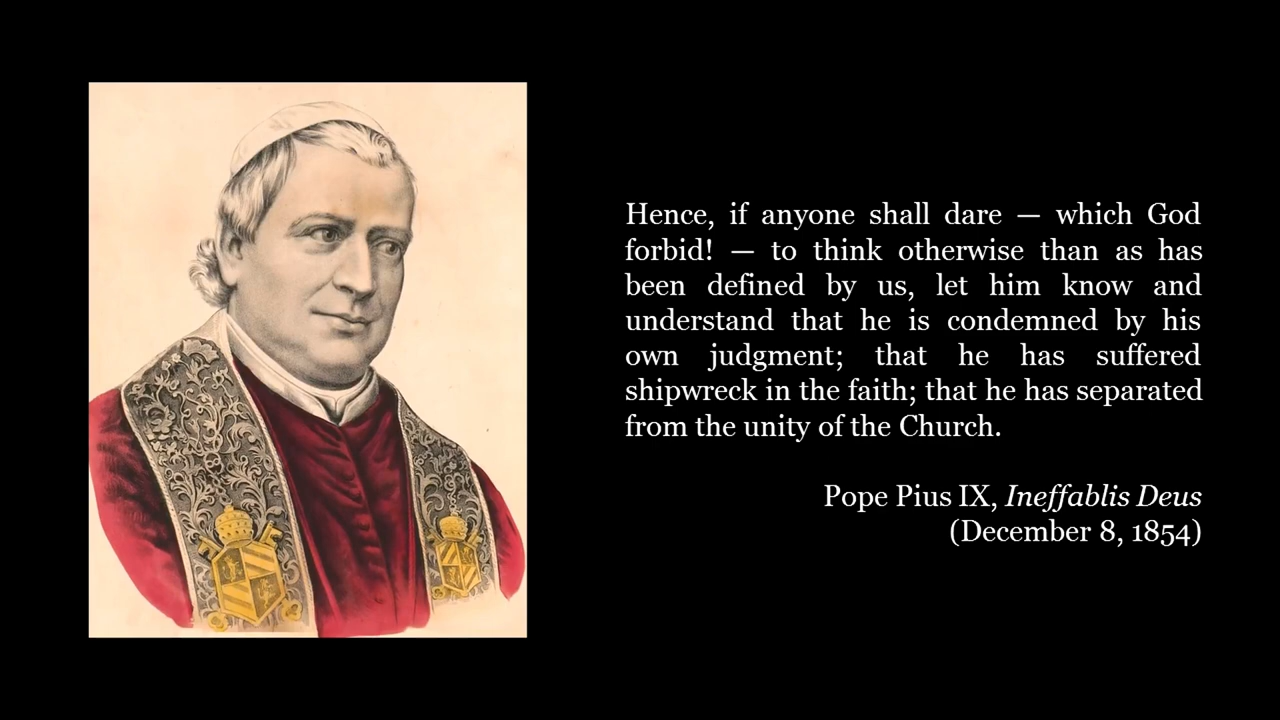 Hence, if anyone shall dare — which God
forbid! — to think otherwise than as has
been defined by us, let him know and
understand that he is condemned by his
own judgment; that he has suffered
shipwreck in the faith; that he has separated
from the unity of the Church.
Pope Pius IX, Ineffablis Deus
(December 8, 1854)